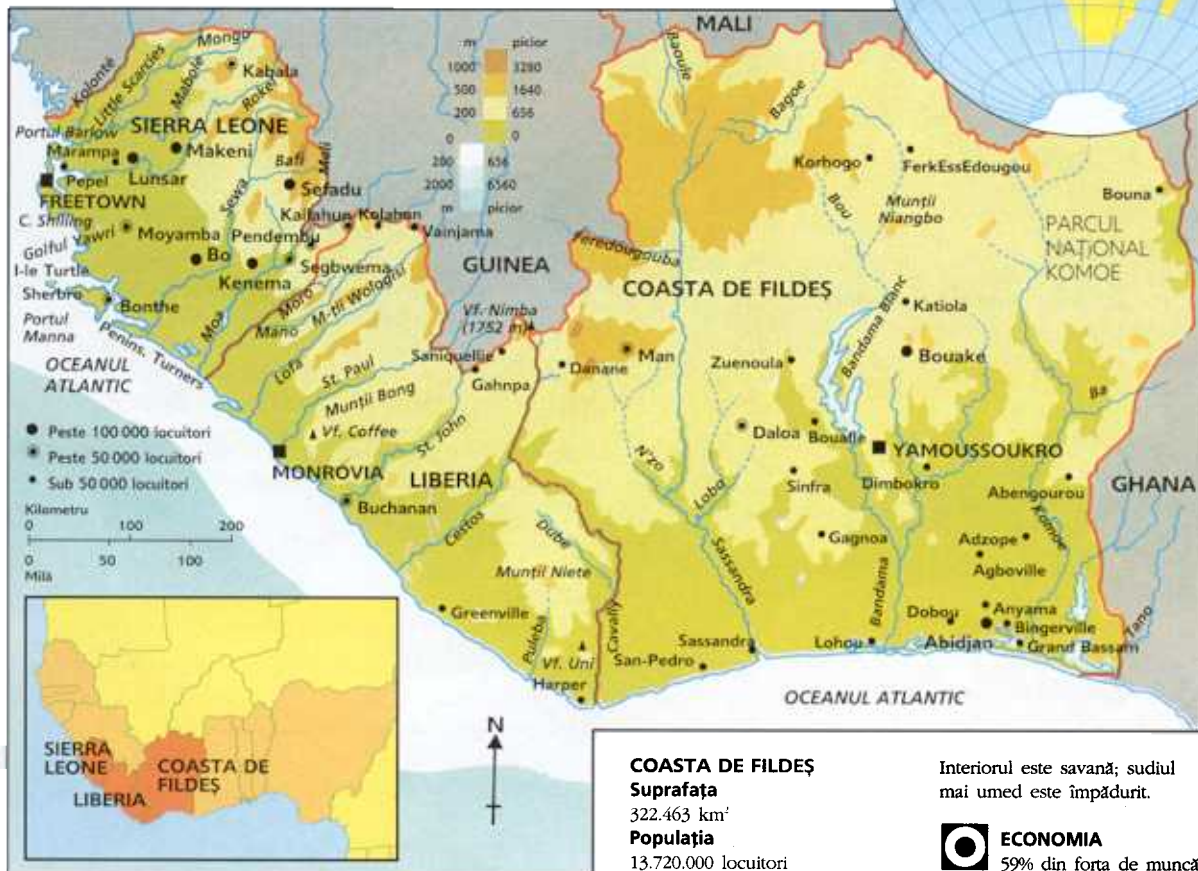 MALI
Mongo
Kolonté
Little Scarcies
Mabole
Kabala
Rokel
Portul Barlow
SIERRA LEONE
Marampa
Makeni
Pepel
Lunsar
Bafi
Meli
FREETOWN
Sewa
Sefadu
C. Shilling
Golful Yawri
Moyamba
Kailahun
Kolahun
Vainjama
Pendembu
I-le Turtle
Bo
Kenema
Segbwema
Sherbro
Bonthe
Moa
Moro
Mano
M-ții Wologisi
Portul
Manna
Penins. Turners
OCEANUL
ATLANTIC
Lofa
St. Paul
Munții Bong
Vf. Coffee
St. John
MONROVIA
LIBERIA
Buchanan
Cestos
Saniquellie
Gahnpa
Vf. Nimba
(1752 m)
GUINEA
m picior
1000 3280
500 1640
200 656
0 0
200 656
2000 6560
m picior
Baoule
Bagoe
Korhogo
FerkEssEdougou
Bouna
Bou
Munții
Niangbo
PARCUL
NAȚIONAL
KOMOE
Feredougouba
COASTA DE FILDEȘ
Katiola
Bandama Blanc
Man
Danane
Zuenoula
Bouake
Ba
Daloa
Bouafle
YAMOUSSOUKRO
N'zo
Lobo
Sinfra
Dimbokro
Abengourou
GHANA
Gagnoa
Adzope
Komoe
Agboville
Sassandra
Bandama
Dobou
Anyama
Bingerville
Abidjan
Grand Bassam
Tano
Lohou
Sassandra
San-Pedro
Dube
Munții Niete
Greenville
Puleba
Cavally
Vf. Uni
Harper
OCEANUL ATLANTIC
Peste 100 000 locuitori
Peste 50 000 locuitori
Sub 50 000 locuitori
Kilometru
0 100 200
0 50 100
Milă
SIERRA
LEONE
LIBERIA
COASTA DE
FILDEȘ
N
COASTA DE FILDEȘ
Suprafața
322.463 km²
Populația
13.720.000 locuitori
Interiorul este savană; sudiul
mai umed este împădurit.
ECONOMIA
59% din forța de muncă